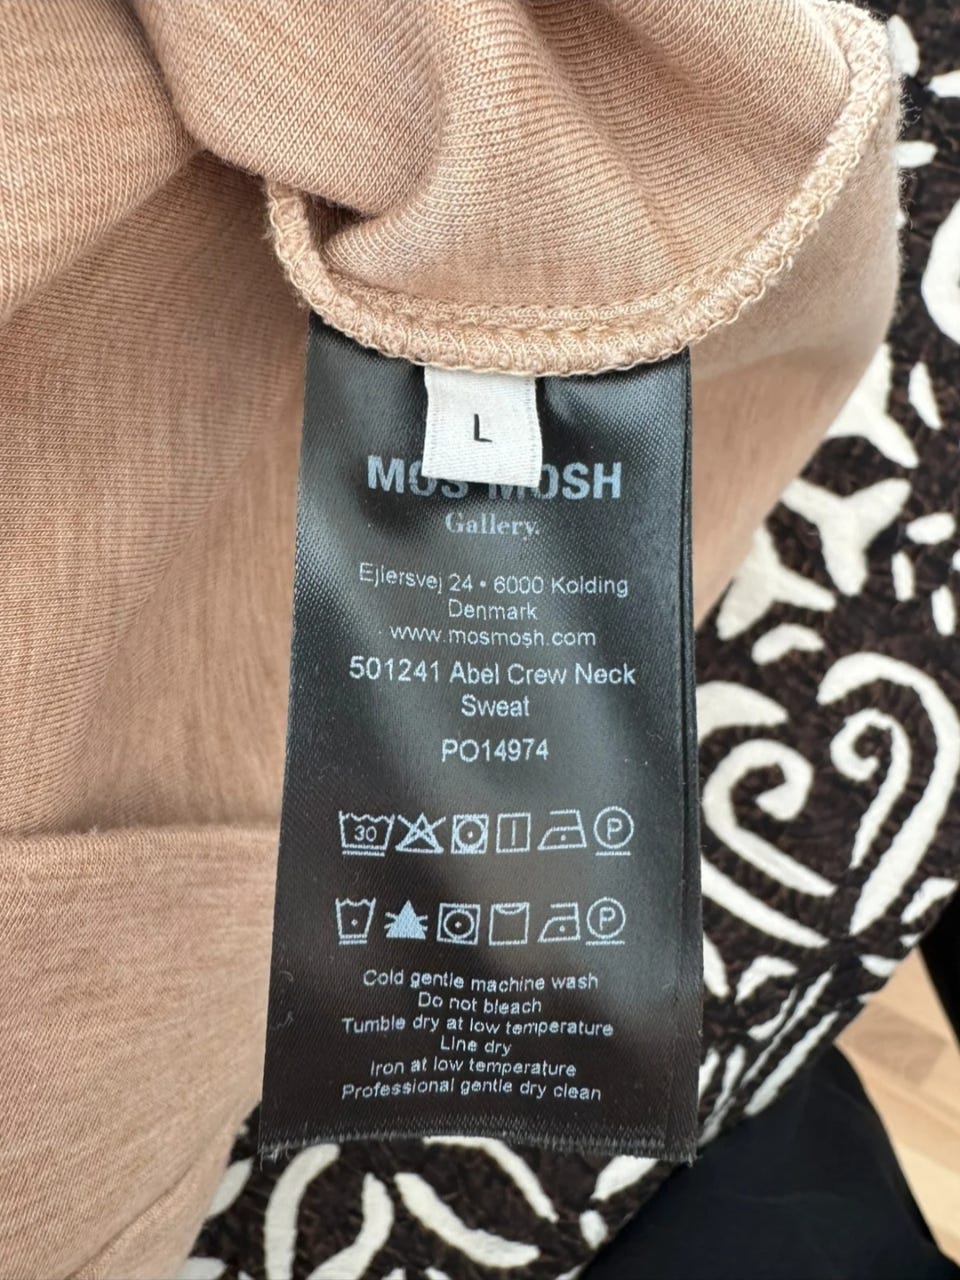 L
MOS MOSH
Gallery.
Ejlersvej 24 • 6000 Kolding
Denmark
www.mosmosh.com
501241 Abel Crew Neck
Sweat
PO14974
30 P
P
Cold gentle machine wash
Do not bleach
Tumble dry at low temperature
Line dry
Iron at low temperature
Professional gentle dry clean